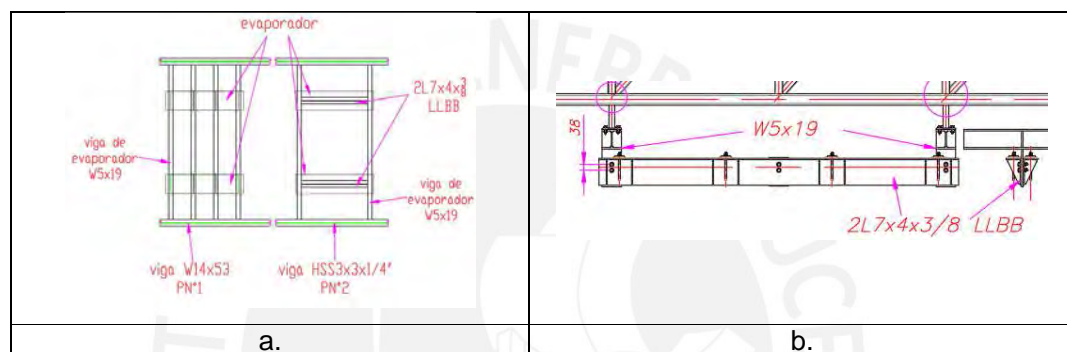 evaporador
2L7x4x3/8
LLBB
viga de
evaporador
W5x19
viga de
evaporador
W5x19
viga W14x53
PN°1
viga HSS3x3x1/4"
PN°2
a.
38
W5x19
2L7x4x3/8 LLBB
b.